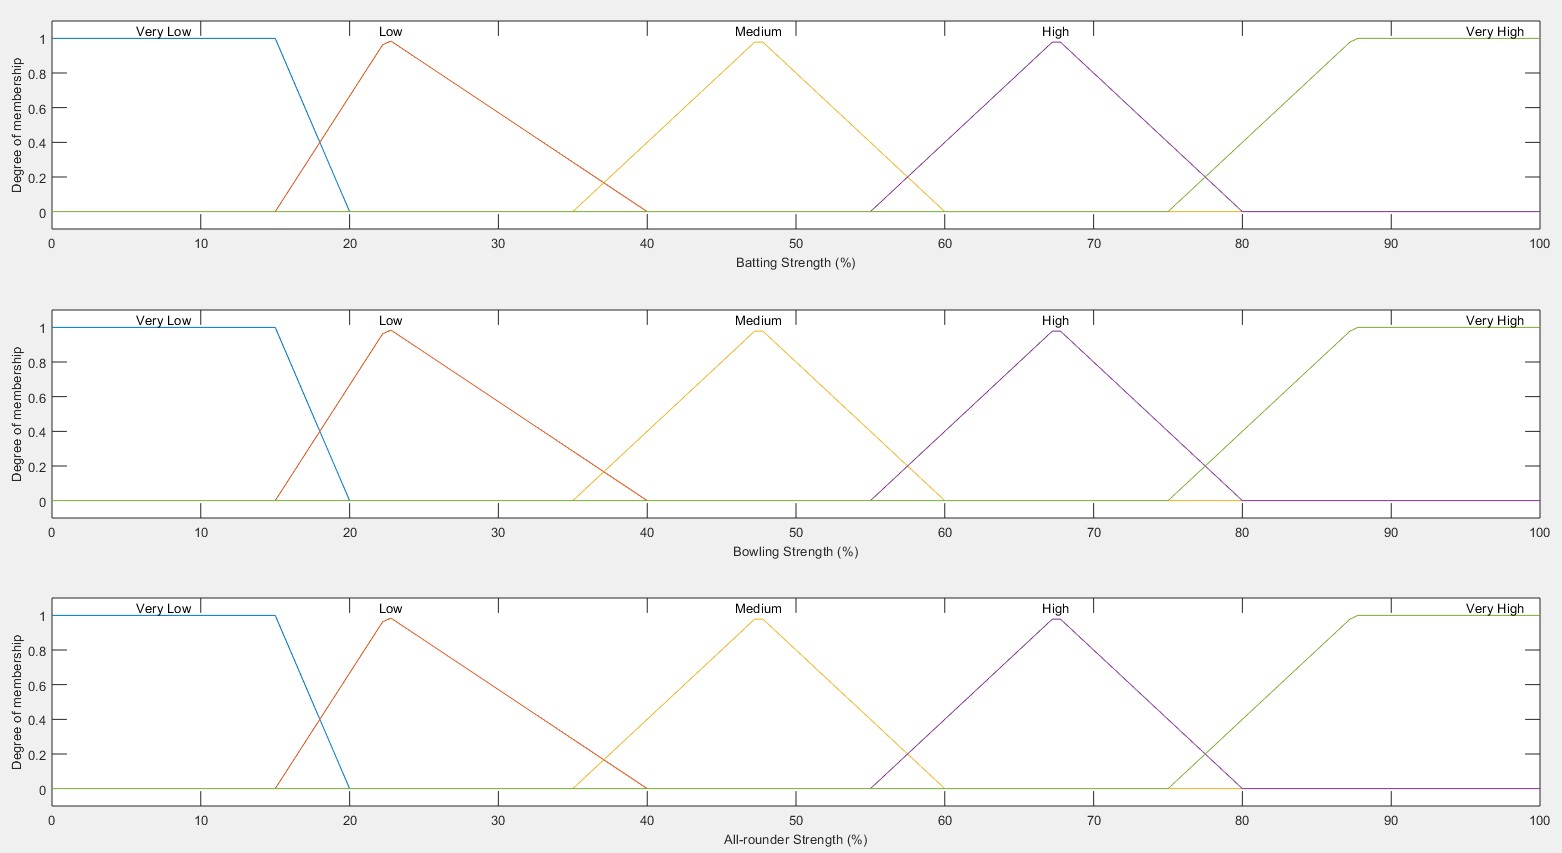 Very Low Low Medium High Very High
1
0.8
0.6
0.4
0.2
0
Degree of membership
0 10 20 30 40 50 60 70 80 90 100
Batting Strength (%)
Very Low Low Medium High Very High
1
0.8
0.6
0.4
0.2
0
Degree of membership
0 10 20 30 40 50 60 70 80 90 100
Bowling Strength (%)
Very Low Low Medium High Very High
1
0.8
0.6
0.4
0.2
0
Degree of membership
0 10 20 30 40 50 60 70 80 90 100
All-rounder Strength (%)